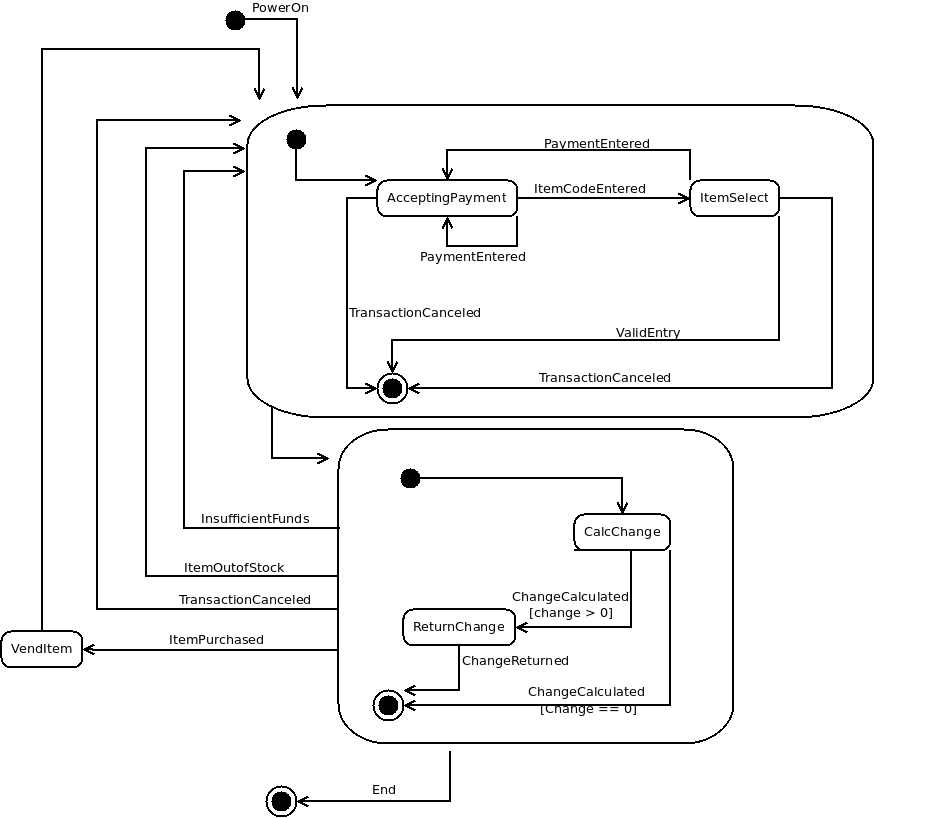 PowerOn
PaymentEntered
ItemCodeEntered
AcceptingPayment
ItemSelect
PaymentEntered
TransactionCanceled
ValidEntry
TransactionCanceled
InsufficientFunds
CalcChange
ItemOutofStock
TransactionCanceled
ChangeCalculated
[change > 0]
ReturnChange
ItemPurchased
VendItem
ChangeReturned
ChangeCalculated
[Change == 0]
End